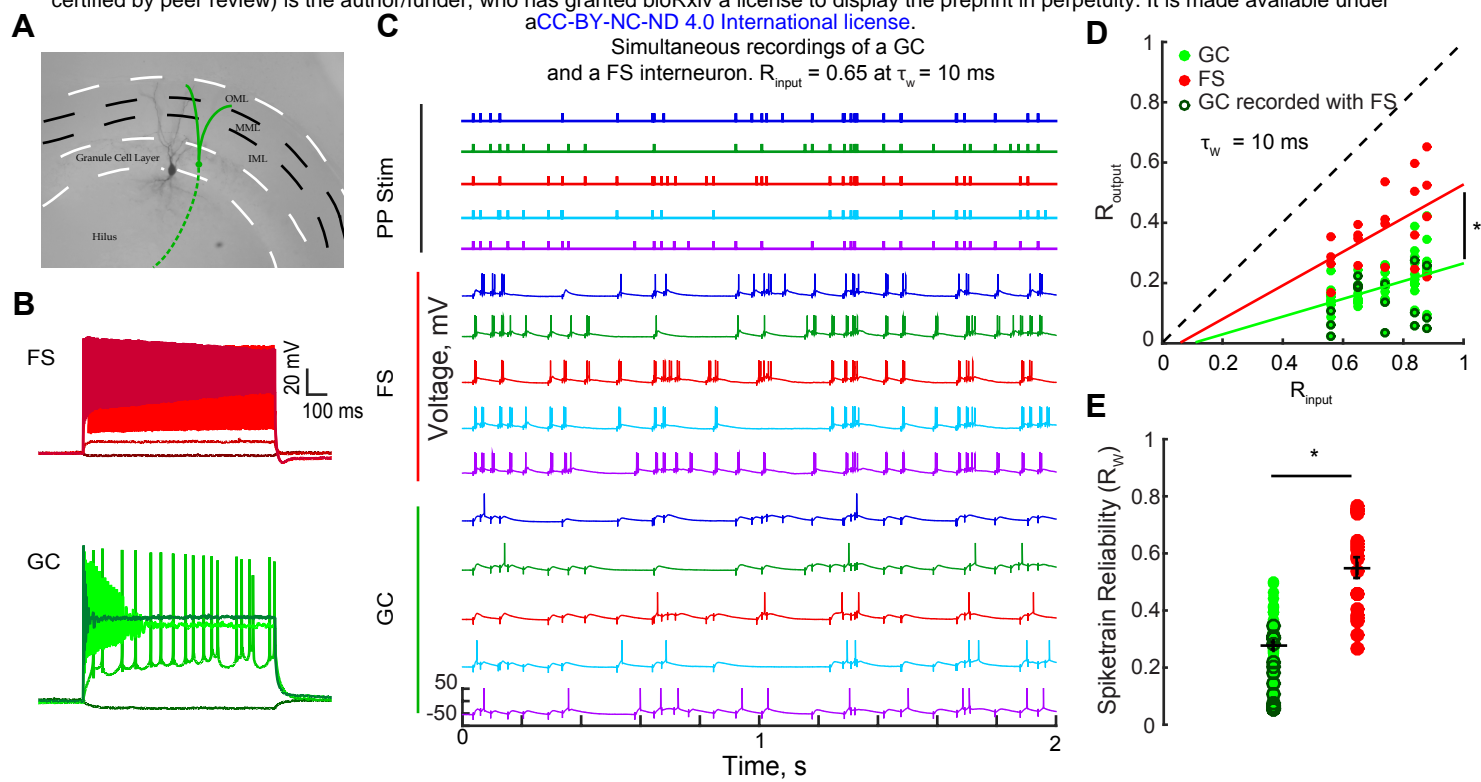 certified by peer review) is the author/funder, who has granted bioRxiv a license to display the preprint in perpetuity. It is made available under
aCC-BY-NC-ND 4.0 International license.
A
OML
MML
IML
Granule Cell Layer
Hilus
B
FS
20 mV
100 ms
GC
C
Simultaneous recordings of a GC
and a FS interneuron. Rinput = 0.65 at τw = 10 ms
PP Stim
FS
Voltage, mV
GC
50
-50
0
1
2
Time, s
D
GC
FS
GC recorded with FS
τw = 10 ms
Routput
1
0.8
0.6
0.4
0.2
0
0
0.2
0.4
0.6
0.8
1
Rinput
*
E
Spiketrain Reliability (RW)
1
0.8
0.6
0.4
0.2
0
*